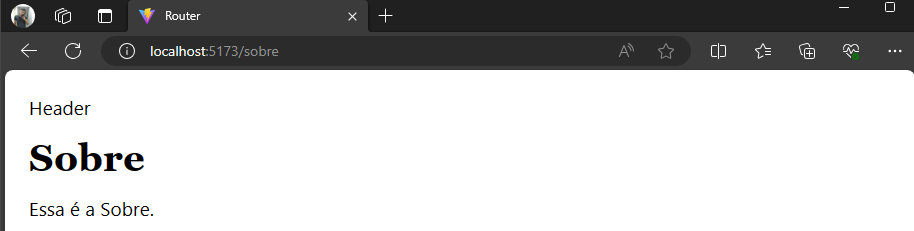 Router
localhost:5173/sobre
Header
Sobre
Essa é a Sobre.